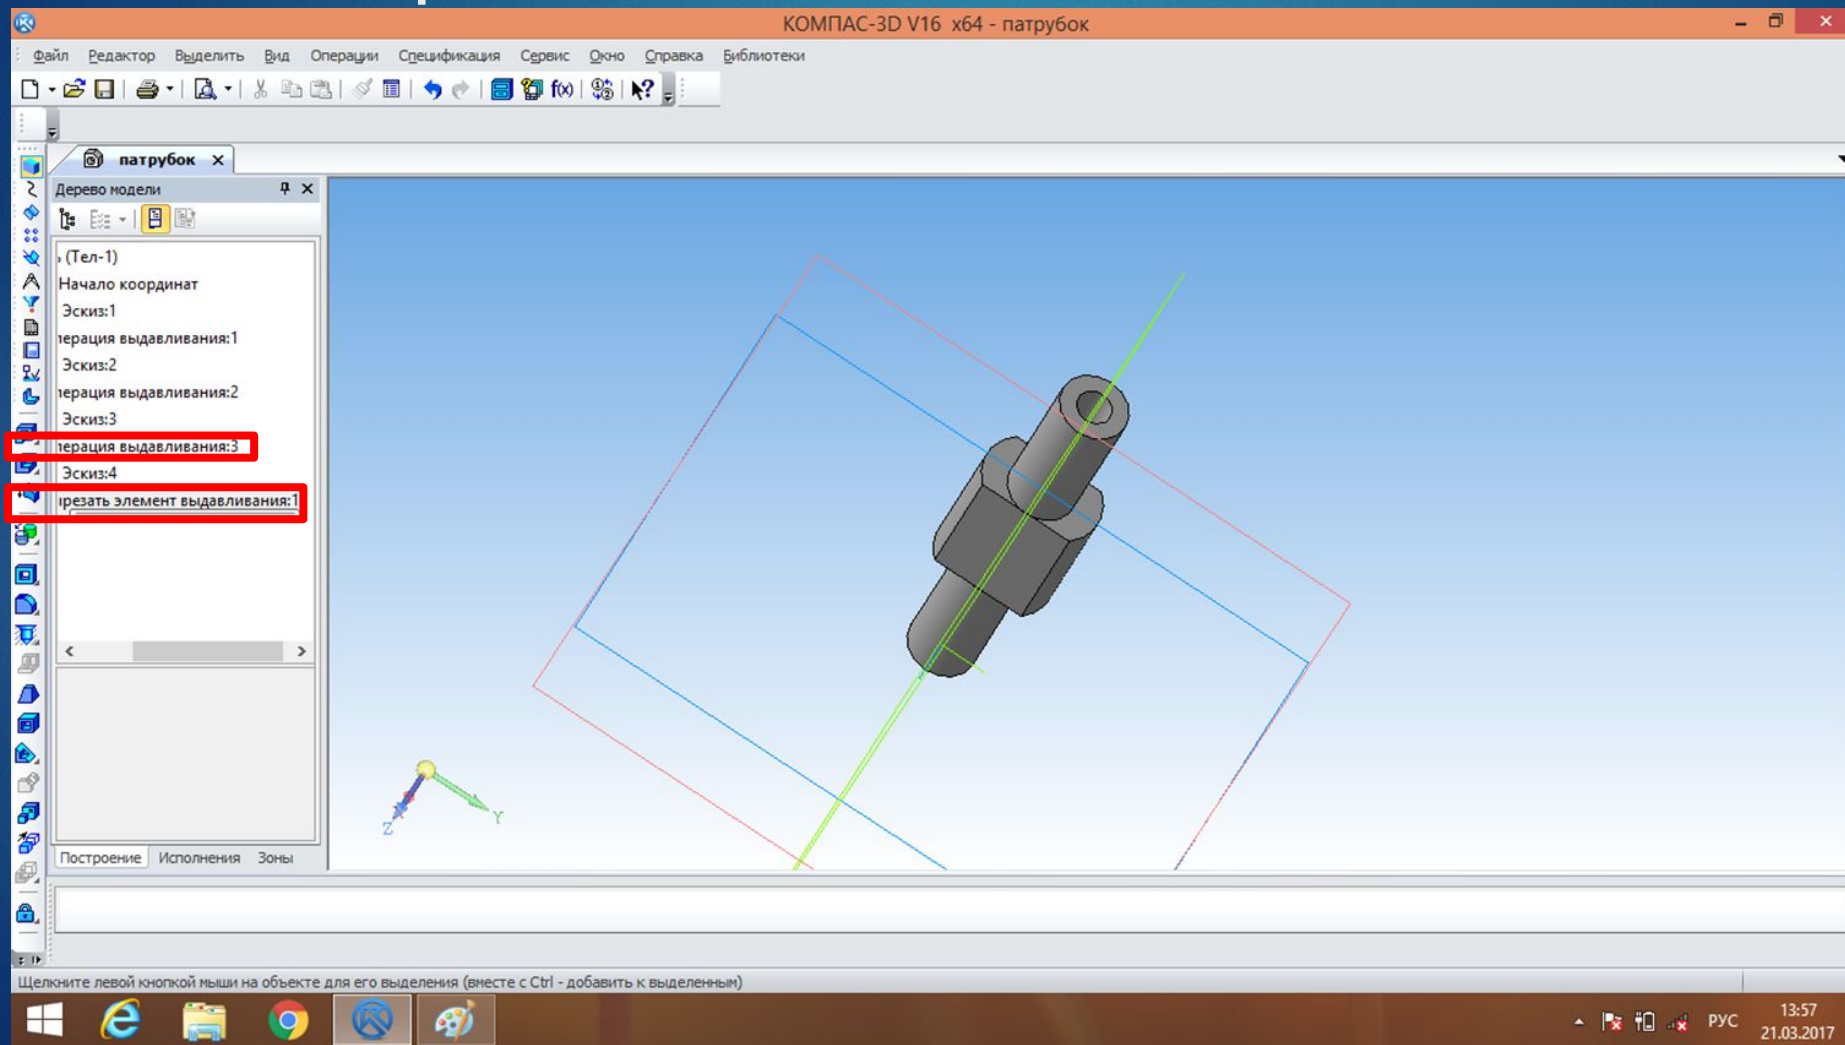 КОМПАС-3D V16 x64 - патрубок
Файл Редактор Выделить Вид Операции Спецификация Сервис Окно Справка Библиотеки
f(x)
патрубок
Дерево модели
(Тел-1)
Начало координат
Эскиз:1
перация выдавливания:1
Эскиз:2
перация выдавливания:2
Эскиз:3
перация выдавливания:3
Эскиз:4
ырезать элемент выдавливания:1
Z
Y
Построение Исполнения Зоны
Щелкните левой кнопкой мыши на объекте для его выделения (вместе с Ctrl - добавить к выделенным)
РУС
13:57
21.03.2017